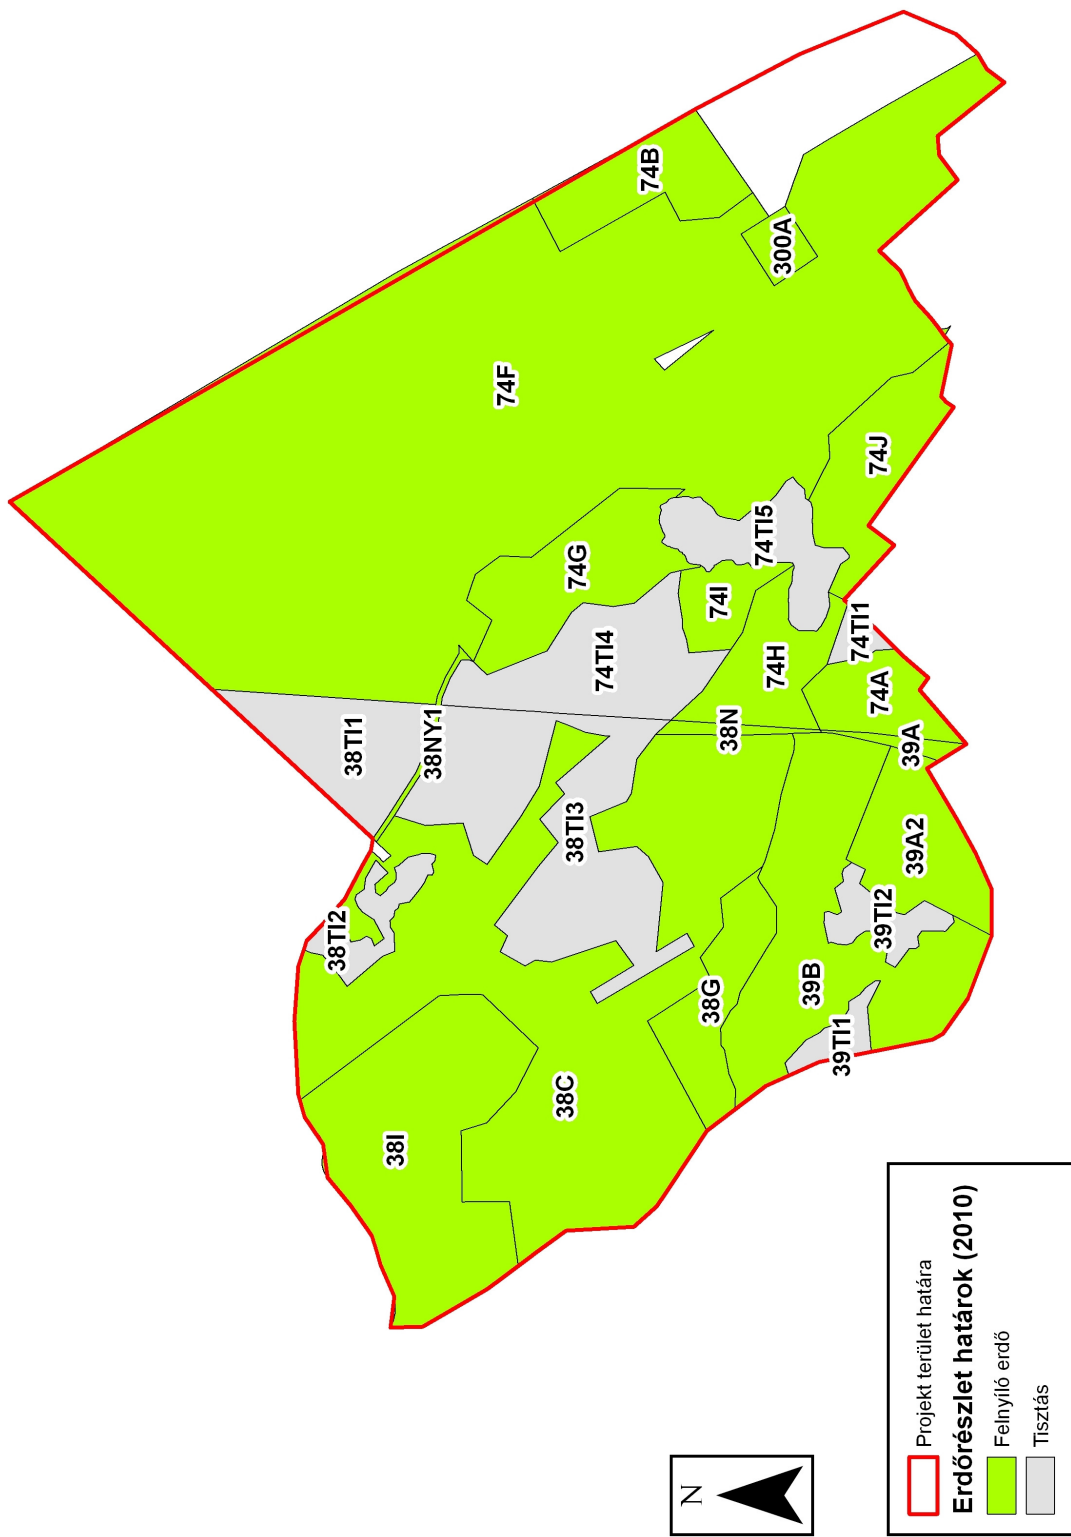 38I
38C
38TI2
38TI1
38NY1
38TI3
38G
38N
39TI1
39B
39TI2
39A2
39A
74F
74G
74TI4
74I
74H
74TI5
74TI1
74A
74J
74B
300A
N
Projekt terület határa
Erdőrészlet határok (2010)
Felnyíló erdő
Tisztás